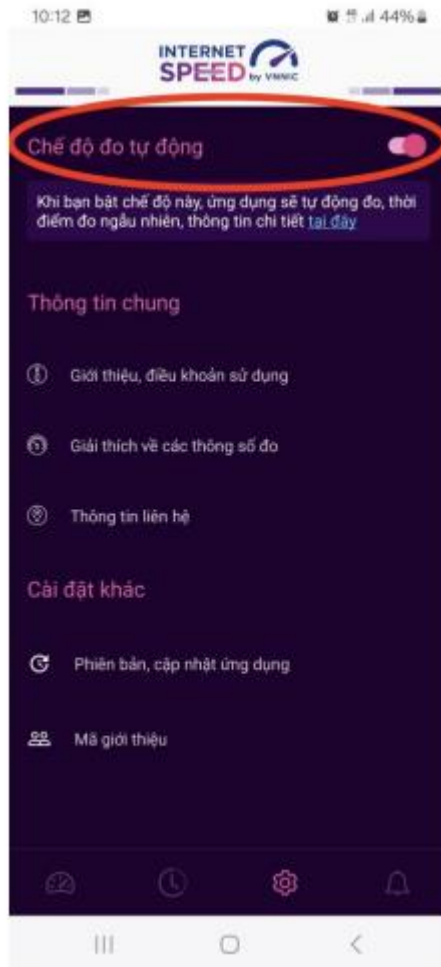 10:12
44%
INTERNET
SPEED by VNNIC
Chế độ đo tự động
Khi bạn bật chế độ này, ứng dụng sẽ tự động đo, thời
điểm đo ngẫu nhiên, thông tin chi tiết tại đây
Thông tin chung
Giới thiệu, điều khoản sử dụng
Giải thích về các thông số đo
Thông tin liên hệ
Cài đặt khác
Phiên bản, cập nhật ứng dụng
Mã giới thiệu